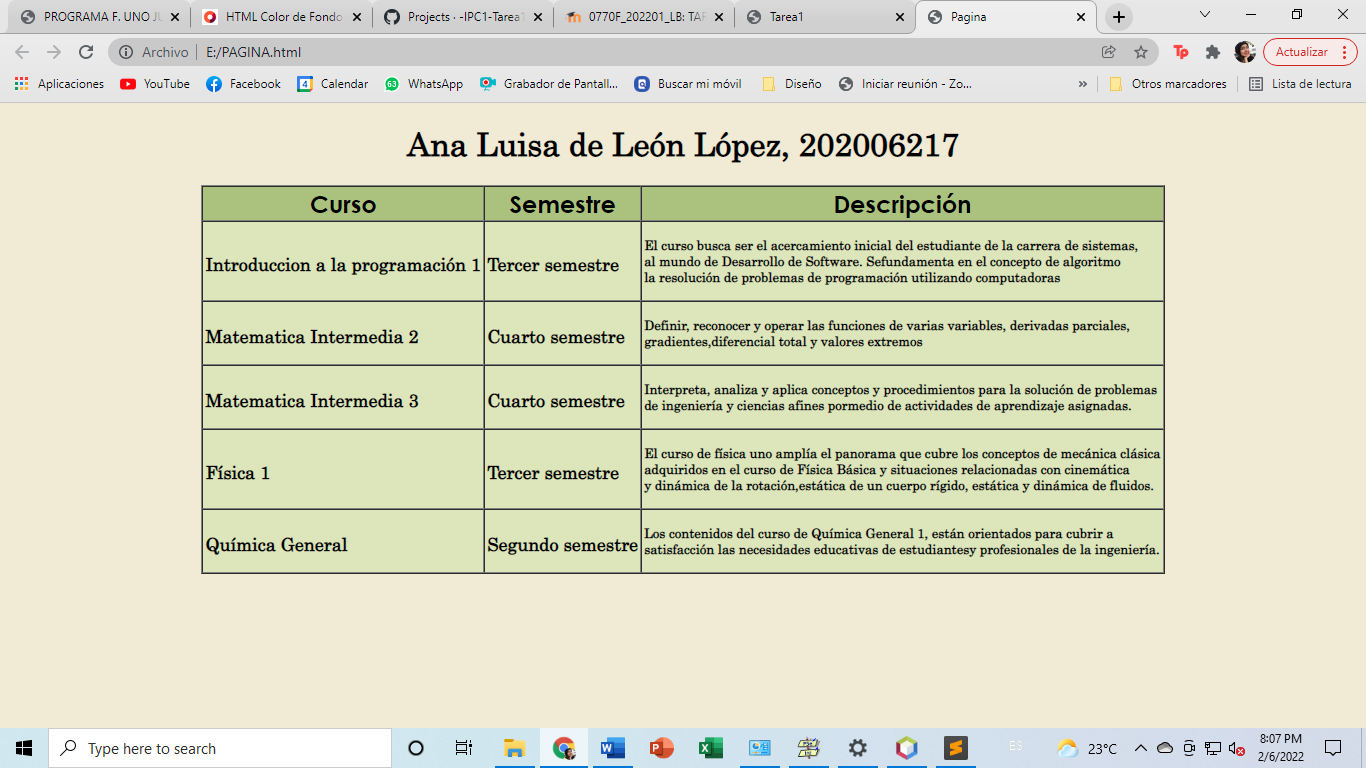 PROGRAMA F. UNO JU
HTML Color de Fondo
Projects · -IPC1-Tarea1
0770F_202201_LB: TAR
Tarea1
Pagina
Archivo
E:/PAGINA.html
Actualizar
Aplicaciones
YouTube
Facebook
4 Calendar
63 WhatsApp
Grabador de Pantall...
Buscar mi móvil
Diseño
Iniciar reunión - Zo...
»
Otros marcadores
Lista de lectura
Ana Luisa de León López, 202006217
Curso Semestre Descripción
Introduccion a la programación 1
Tercer semestre
El curso busca ser el acercamiento inicial del estudiante de la carrera de sistemas,
al mundo de Desarrollo de Software. Sefundamenta en el concepto de algoritmo
la resolución de problemas de programación utilizando computadoras
Matematica Intermedia 2
Cuarto semestre
Definir, reconocer y operar las funciones de varias variables, derivadas parciales,
gradientes,diferencial total y valores extremos
Matematica Intermedia 3
Cuarto semestre
Interpreta, analiza y aplica conceptos y procedimientos para la solución de problemas
de ingeniería y ciencias afines pormedio de actividades de aprendizaje asignadas.
Física 1
Tercer semestre
El curso de física uno amplía el panorama que cubre los conceptos de mecánica clásica
adquiridos en el curso de Física Básica y situaciones relacionadas con cinemática
y dinámica de la rotación,estática de un cuerpo rígido, estática y dinámica de fluidos.
Química General
Segundo semestre
Los contenidos del curso de Química General 1, están orientados para cubrir a
satisfacción las necesidades educativas de estudiantesy profesionales de la ingeniería.
Type here to search
ES
23°C
8:07 PM
2/6/2022